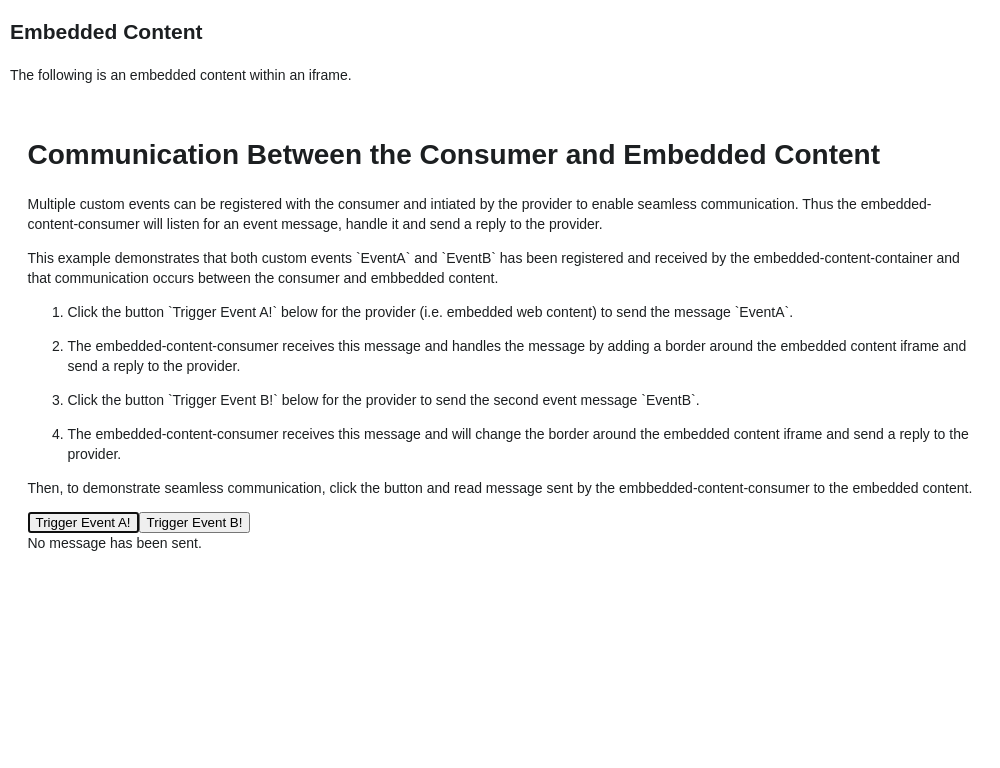 Embedded Content
The following is an embedded content within an iframe.
Communication Between the Consumer and Embedded Content
Multiple custom events can be registered with the consumer and intiated by the provider to enable seamless communication. Thus the embedded-
content-consumer will listen for an event message, handle it and send a reply to the provider.
This example demonstrates that both custom events `EventA` and `EventB` has been registered and received by the embedded-content-container and
that communication occurs between the consumer and embbedded content.
1. Click the button `Trigger Event A!` below for the provider (i.e. embedded web content) to send the message `EventA`.
2. The embedded-content-consumer receives this message and handles the message by adding a border around the embedded content iframe and
send a reply to the provider.
3. Click the button `Trigger Event B!` below for the provider to send the second event message `EventB`.
4. The embedded-content-consumer receives this message and will change the border around the embedded content iframe and send a reply to the
provider.
Then, to demonstrate seamless communication, click the button and read message sent by the embbedded-content-consumer to the embedded content.
Trigger Event A! Trigger Event B!
No message has been sent.